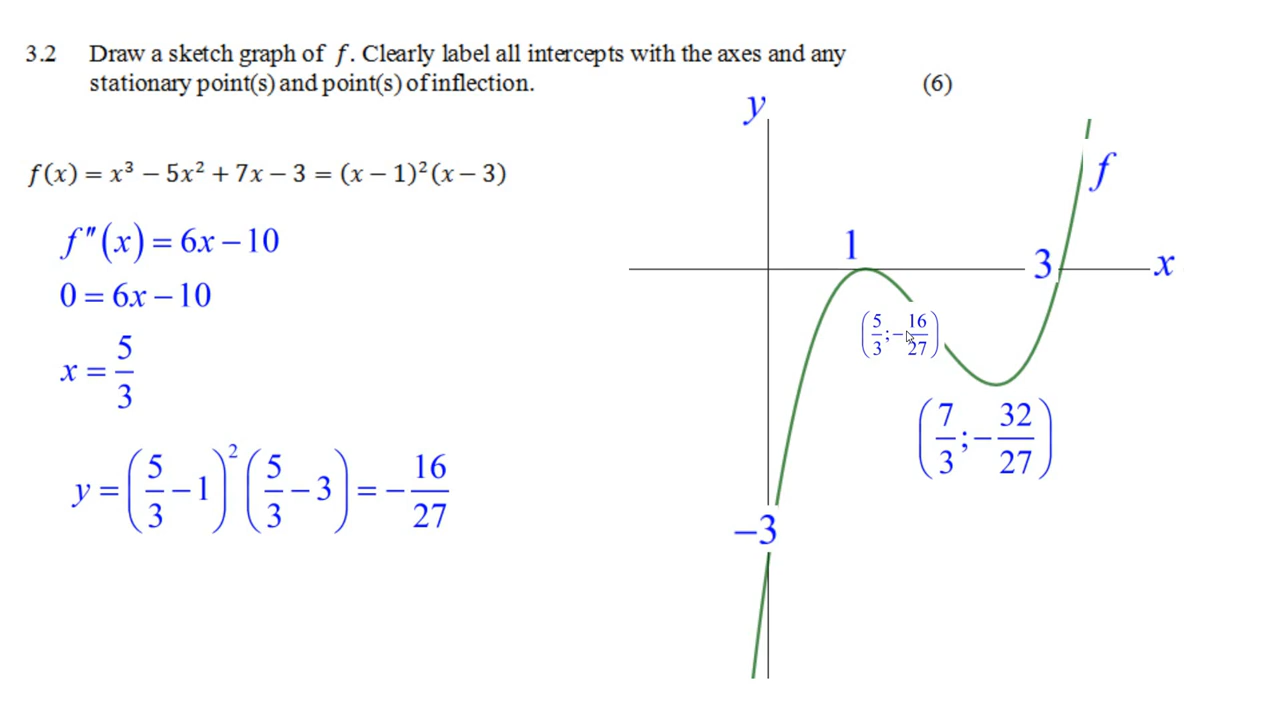 3.2 Draw a sketch graph of f. Clearly label all intercepts with the axes and any
stationary point(s) and point(s) of inflection. (6)
y
f(x) = x³ − 5x² + 7x − 3 = (x − 1)²(x − 3)
f
f″(x) = 6x − 10
1
3
x
0 = 6x − 10
(5/3; −16/27)
x = 5/3
(7/3; −32/27)
y = (5/3 − 1)²(5/3 − 3) = −16/27
−3